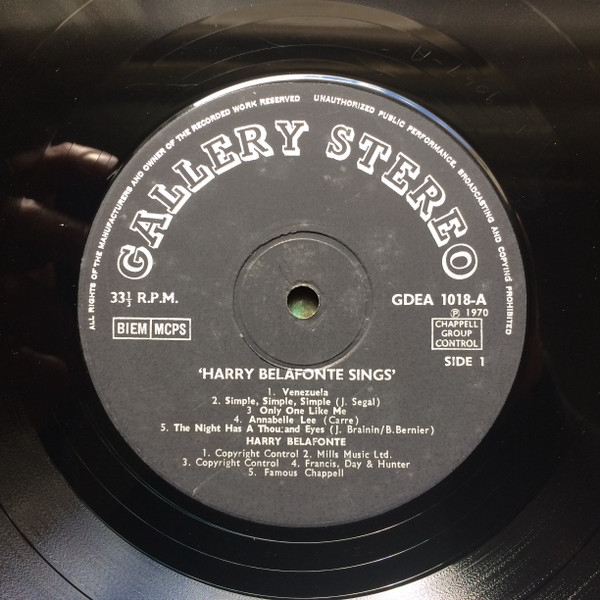 ALL RIGHTS OF THE MANUFACTURERS AND OWNER OF THE RECORDED WORK RESERVED UNAUTHORIZED PUBLIC PERFORMANCE, BROADCASTING AND COPYING PROHIBITED
GALLERY STEREO
33⅓ R.P.M.
GDEA 1018-A
Ⓟ 1970
BIEM MCPS
CHAPPELL
GROUP
CONTROL
SIDE 1
'HARRY BELAFONTE SINGS'
1. Venezuela
2. Simple, Simple, Simple (J. Segal)
3 Only One Like Me
4. Annabelle Lee (Carre)
5. The Night Has A Thou:and Eyes (J. Brainin/B.Bernier)
HARRY BELAFONTE
1. Copyright Control 2. Mills Music Ltd.
3. Copyright Control 4. Francis, Day & Hunter
5. Famous Chappell